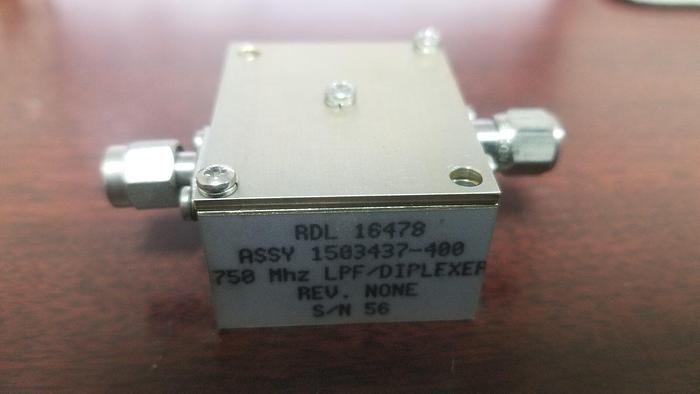 RDL 16478
ASSY 1503437-400
750 Mhz LPF/DIPLEXER
REV. NONE
S/N 56